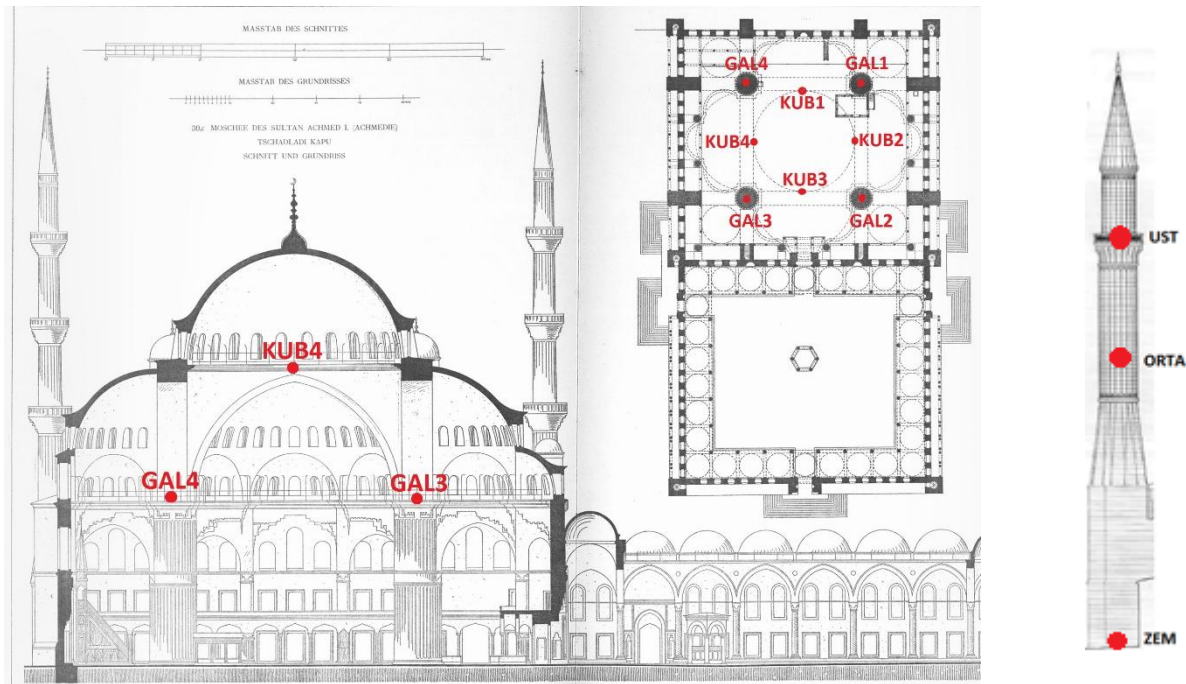 MASSTAB DES SCHNITTES
MASSTAB DES GRUNDRISSES
MOSCHEE DES SULTAN ACHMED I. (ACHMEDIE)
TSCHADLADI KAPU
SCHNITT UND GRUNDRISS
KUB4
GAL4
GAL3
GAL4
GAL1
KUB1
KUB4
KUB2
KUB3
GAL3
GAL2
UST
ORTA
ZEM